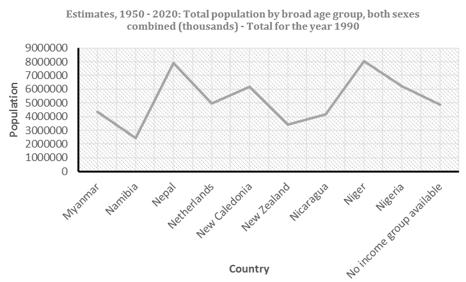 Estimates, 1950 - 2020: Total population by broad age group, both sexes
combined (thousands) - Total for the year 1990
Population
9000000
8000000
7000000
6000000
5000000
4000000
3000000
2000000
1000000
0
Myanmar
Namibia
Nepal
Netherlands
New Caledonia
New Zealand
Nicaragua
Niger
Nigeria
No income group available
Country